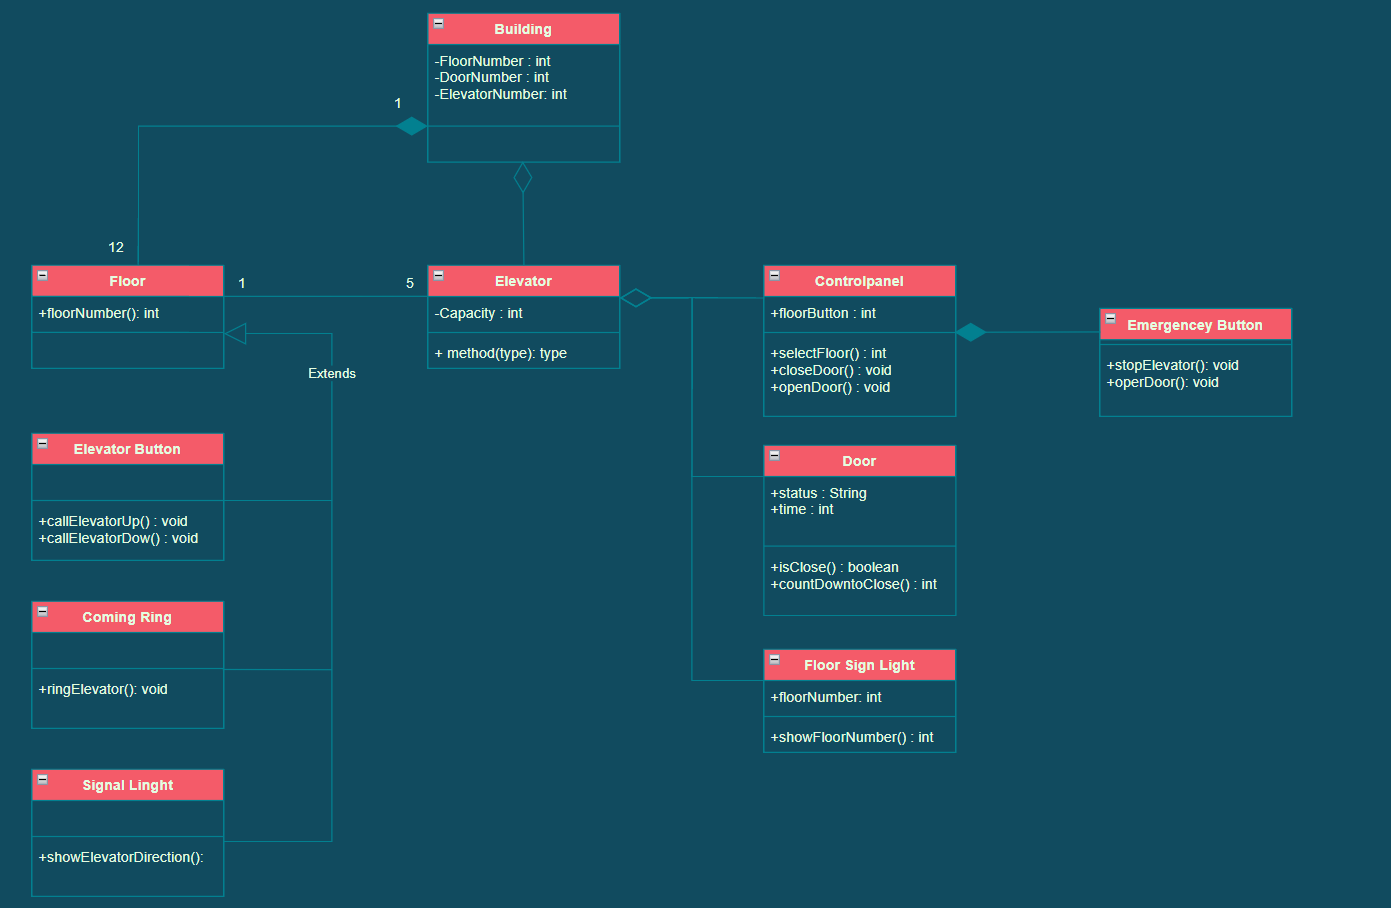 Building
-FloorNumber : int
-DoorNumber : int
-ElevatorNumber: int
1
12
Floor
+floorNumber(): int
1
5
Elevator
-Capacity : int
+ method(type): type
Controlpanel
+floorButton : int
+selectFloor() : int
+closeDoor() : void
+openDoor() : void
Emergencey Button
+stopElevator(): void
+operDoor(): void
Extends
Elevator Button
+callElevatorUp() : void
+callElevatorDow() : void
Door
+status : String
+time : int
+isClose() : boolean
+countDowntoClose() : int
Coming Ring
+ringElevator(): void
Floor Sign Light
+floorNumber: int
+showFloorNumber() : int
Signal Linght
+showElevatorDirection():